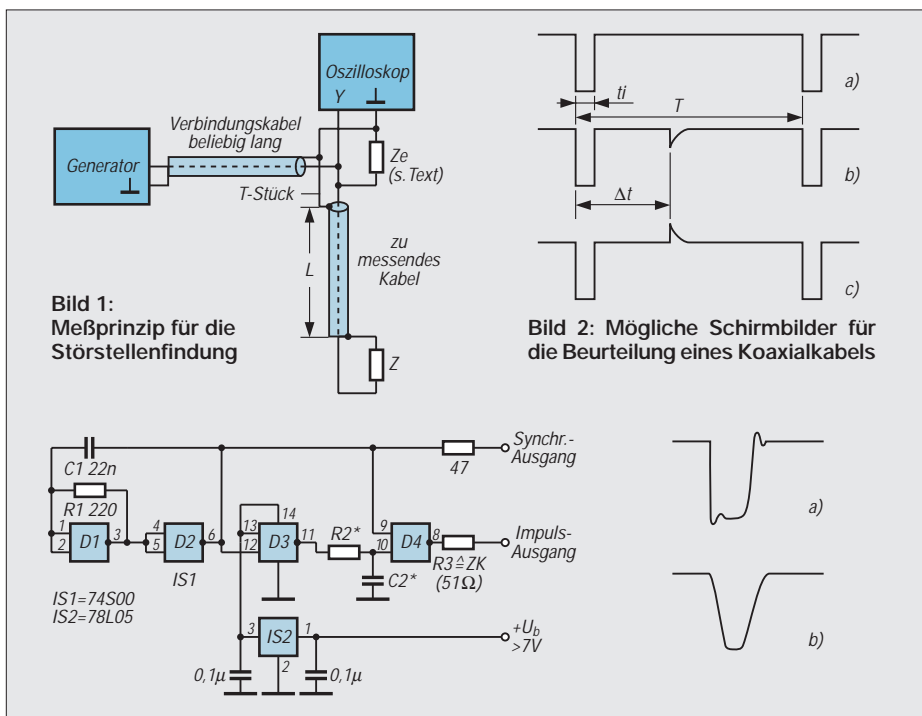 Oszilloskop
Y
Verbindungskabel
beliebig lang
Generator
Ze
(s. Text)
T-Stück
L
zu
messendes
Kabel
Z
Bild 1:
Meßprinzip für die
Störstellenfindung
a)
ti
T
b)
Δt
c)
Bild 2: Mögliche Schirmbilder für
die Beurteilung eines Koaxialkabels
C1 22n
R1 220
1
2
D1
3
4
5
D2
6
IS1
13
12
14
D3
11
R2*
C2*
9
10
D4
8
47
Synchr.-
Ausgang
Impuls-
Ausgang
R3≙ZK
(51Ω)
IS1=74S00
IS2=78L05
3
IS2
1
2
0,1µ
0,1µ
+Ub
>7V
a)
b)